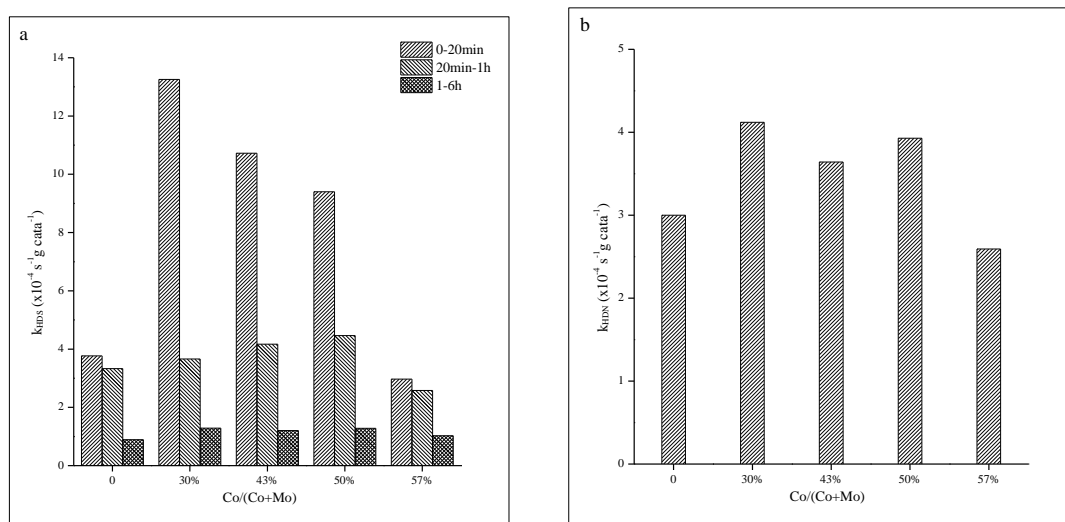 a
0-20min
20min-1h
1-6h
14
12
10
8
6
4
2
0
k_HDS (x10^-4 s^-1g cata^-1)
0 30% 43% 50% 57%
Co/(Co+Mo)
b
5
4
3
2
1
0
k_HDN (x10^-4 s^-1g cata^-1)
0 30% 43% 50% 57%
Co/(Co+Mo)